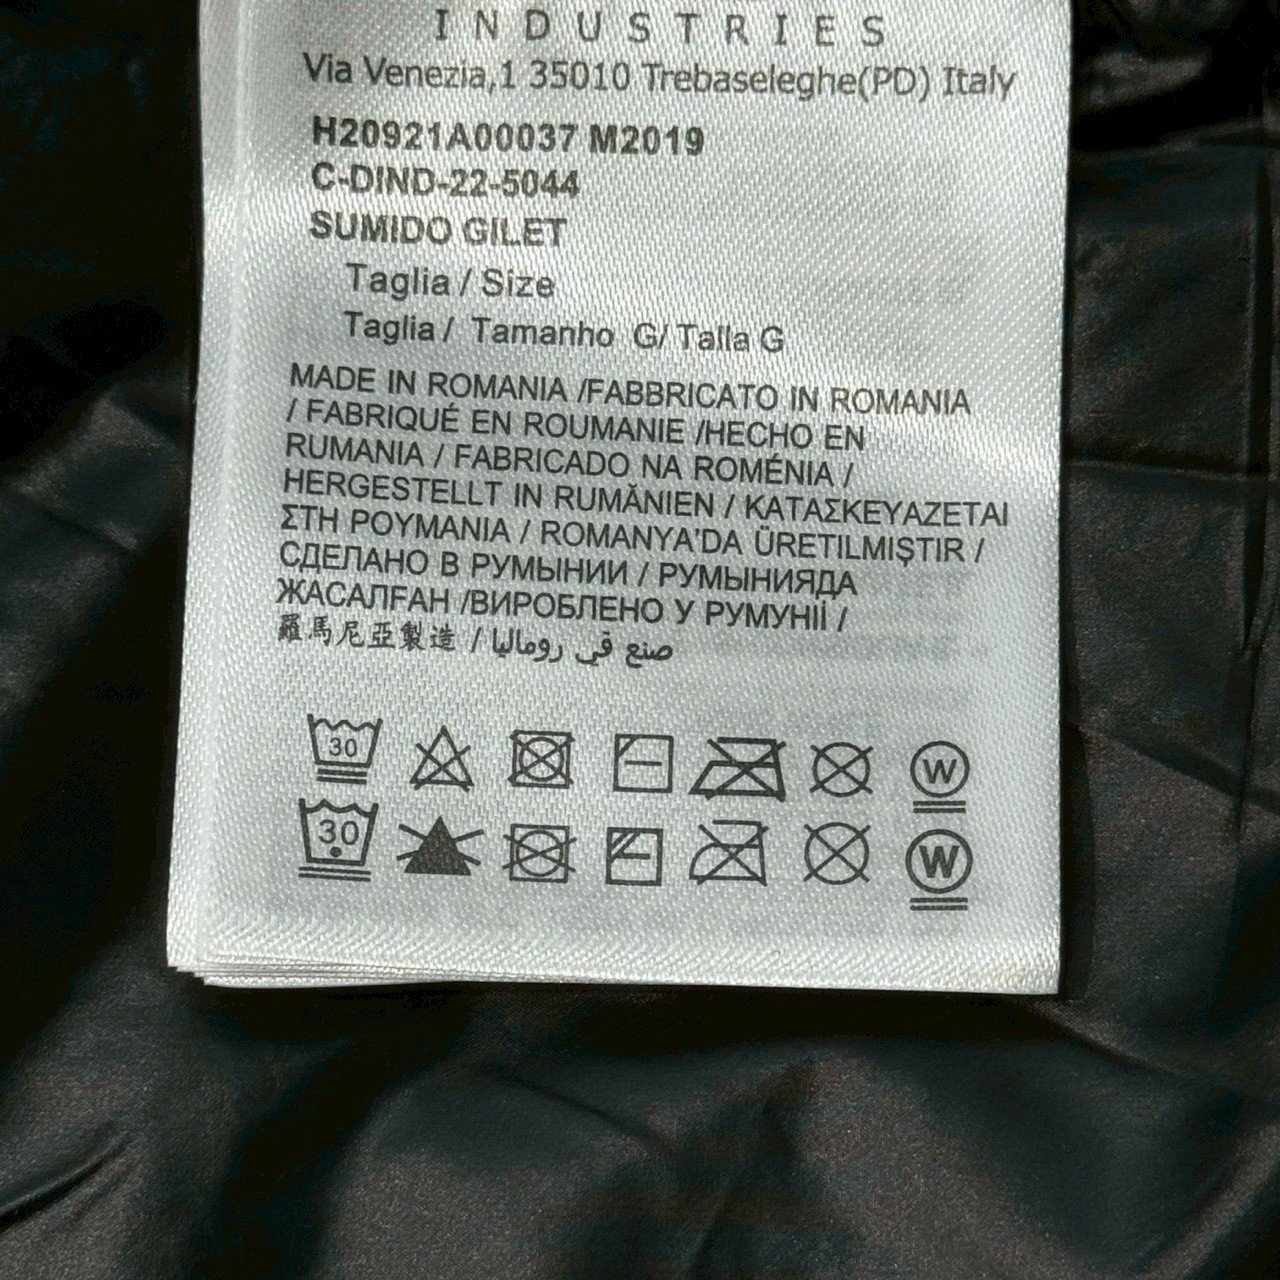 INDUSTRIES
Via Venezia,1 35010 Trebaseleghe(PD) Italy
H20921A00037 M2019
C-DIND-22-5044
SUMIDO GILET
Taglia / Size
Taglia / Tamanho G/ Talla G
MADE IN ROMANIA /FABBRICATO IN ROMANIA
/ FABRIQUÉ EN ROUMANIE /HECHO EN
RUMANIA / FABRICADO NA ROMÉNIA /
HERGESTELLT IN RUMĂNIEN / ΚΑΤΑΣΚΕΥΑΖΕΤΑΙ
ΣΤΗ ΡΟΥΜΑΝΙΑ / ROMANYA'DA ÜRETILMIŞTIR /
СДЕЛАНО В РУМЫНИИ / РУМЫНИЯДА
ЖАСАЛҒАН /ВИРОБЛЕНО У РУМУНІЇ /
羅馬尼亞製造 / صنع في رومانيا
30 W
30 W